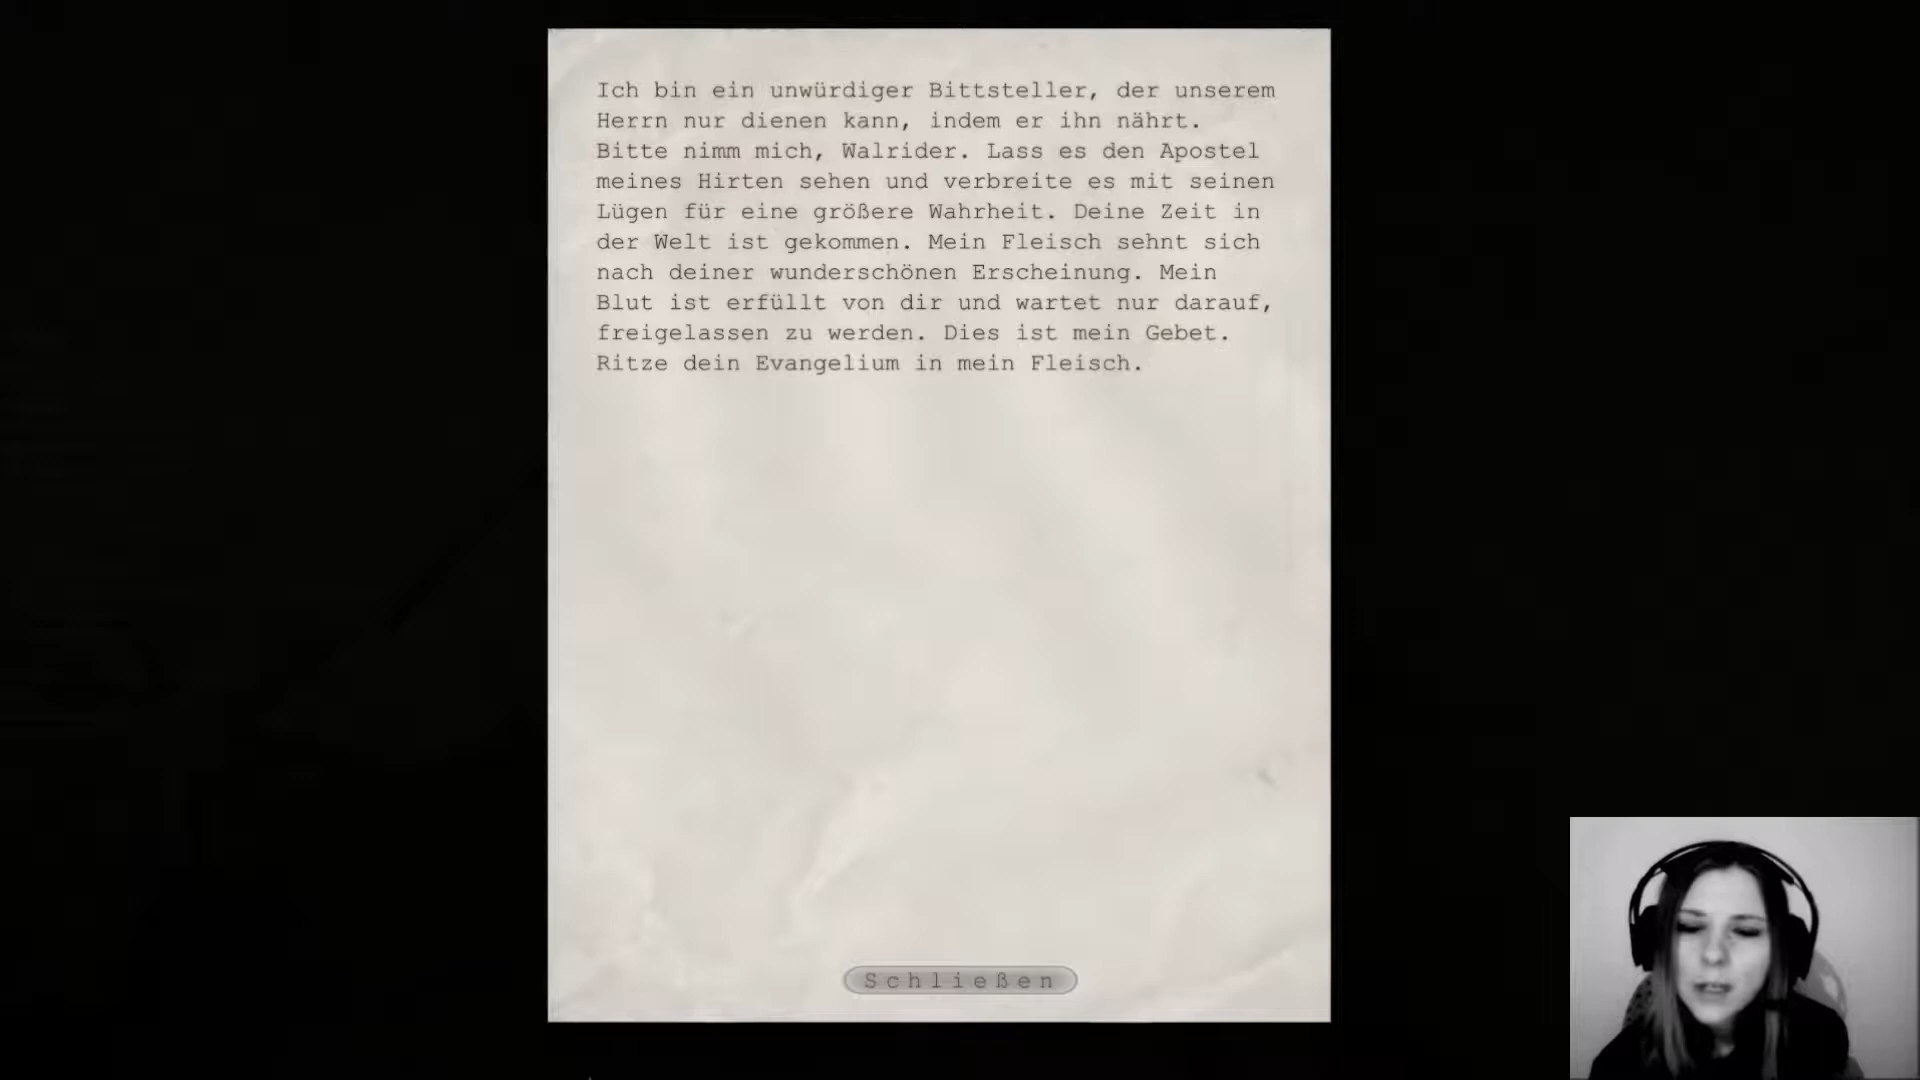 Ich bin ein unwürdiger Bittsteller, der unserem
Herrn nur dienen kann, indem er ihn nährt.
Bitte nimm mich, Walrider. Lass es den Apostel
meines Hirten sehen und verbreite es mit seinen
Lügen für eine größere Wahrheit. Deine Zeit in
der Welt ist gekommen. Mein Fleisch sehnt sich
nach deiner wunderschönen Erscheinung. Mein
Blut ist erfüllt von dir und wartet nur darauf,
freigelassen zu werden. Dies ist mein Gebet.
Ritze dein Evangelium in mein Fleisch.
Schließen